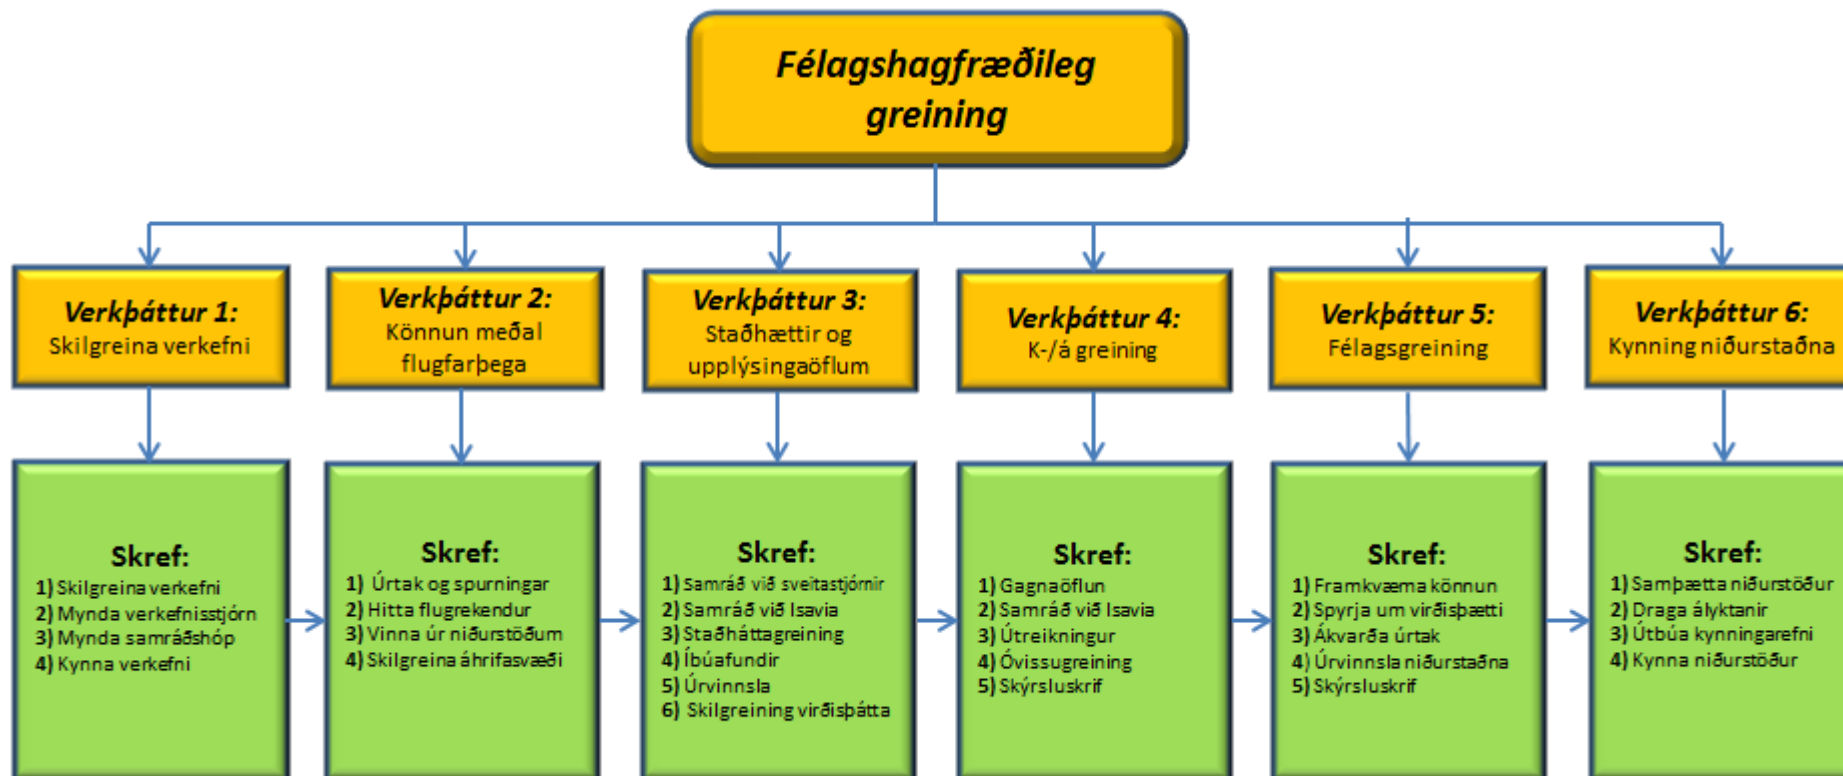 Félagshagfræðileg
greining
Verkþáttur 1:
Skilgreina verkefni
Verkþáttur 2:
Könnun meðal
flugfarþega
Verkþáttur 3:
Staðhættir og
upplýsingaöflum
Verkþáttur 4:
K-/á greining
Verkþáttur 5:
Félagsgreining
Verkþáttur 6:
Kynning niðurstaðna
Skref:
1) Skilgreina verkefni
2) Mynda verkefnisstjórn
3) Mynda samráðshóp
4) Kynna verkefni
Skref:
1) Úrtak og spurningar
2) Hitta flugrekendur
3) Vinna úr niðurstöðum
4) Skilgreina áhrifasvæði
Skref:
1) Samráð við sveitastjórnir
2) Samráð við Isavia
3) Staðháttagreining
4) Íbúafundir
5) Úrvinnsla
6) Skilgreining virðisþátta
Skref:
1) Gagnaöflun
2) Samráð við Isavia
3) Útreikningur
4) Óvissugreining
5) Skýrsluskrif
Skref:
1) Framkvæma könnun
2) Spyrja um virðisþætti
3) Ákvarða úrtak
4) Úrvinnsla niðurstaðna
5) Skýrsluskrif
Skref:
1) Samþætta niðurstöður
2) Draga ályktanir
3) Útbúa kynningarefni
4) Kynna niðurstöður